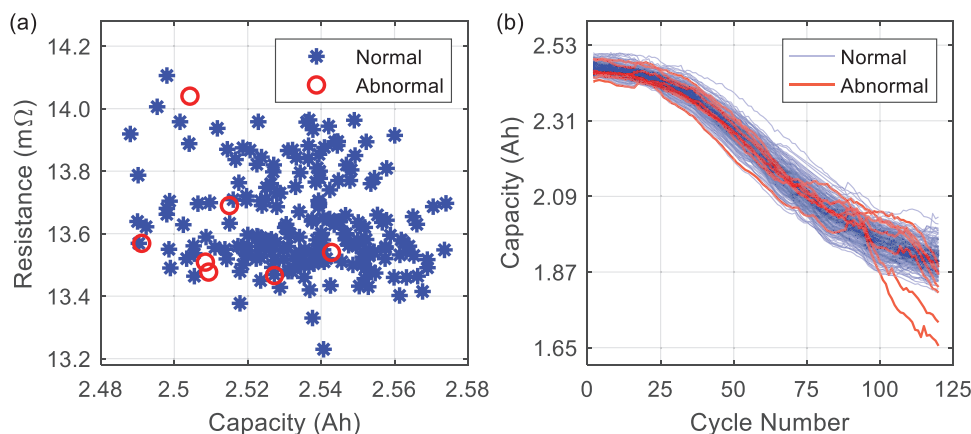 (a)
14.2
14.0
13.8
13.6
13.4
13.2
Resistance (mΩ)
Normal
Abnormal
2.48
2.5
2.52
2.54
2.56
2.58
Capacity (Ah)
(b)
2.53
2.31
2.09
1.87
1.65
Capacity (Ah)
Normal
Abnormal
0
25
50
75
100
125
Cycle Number